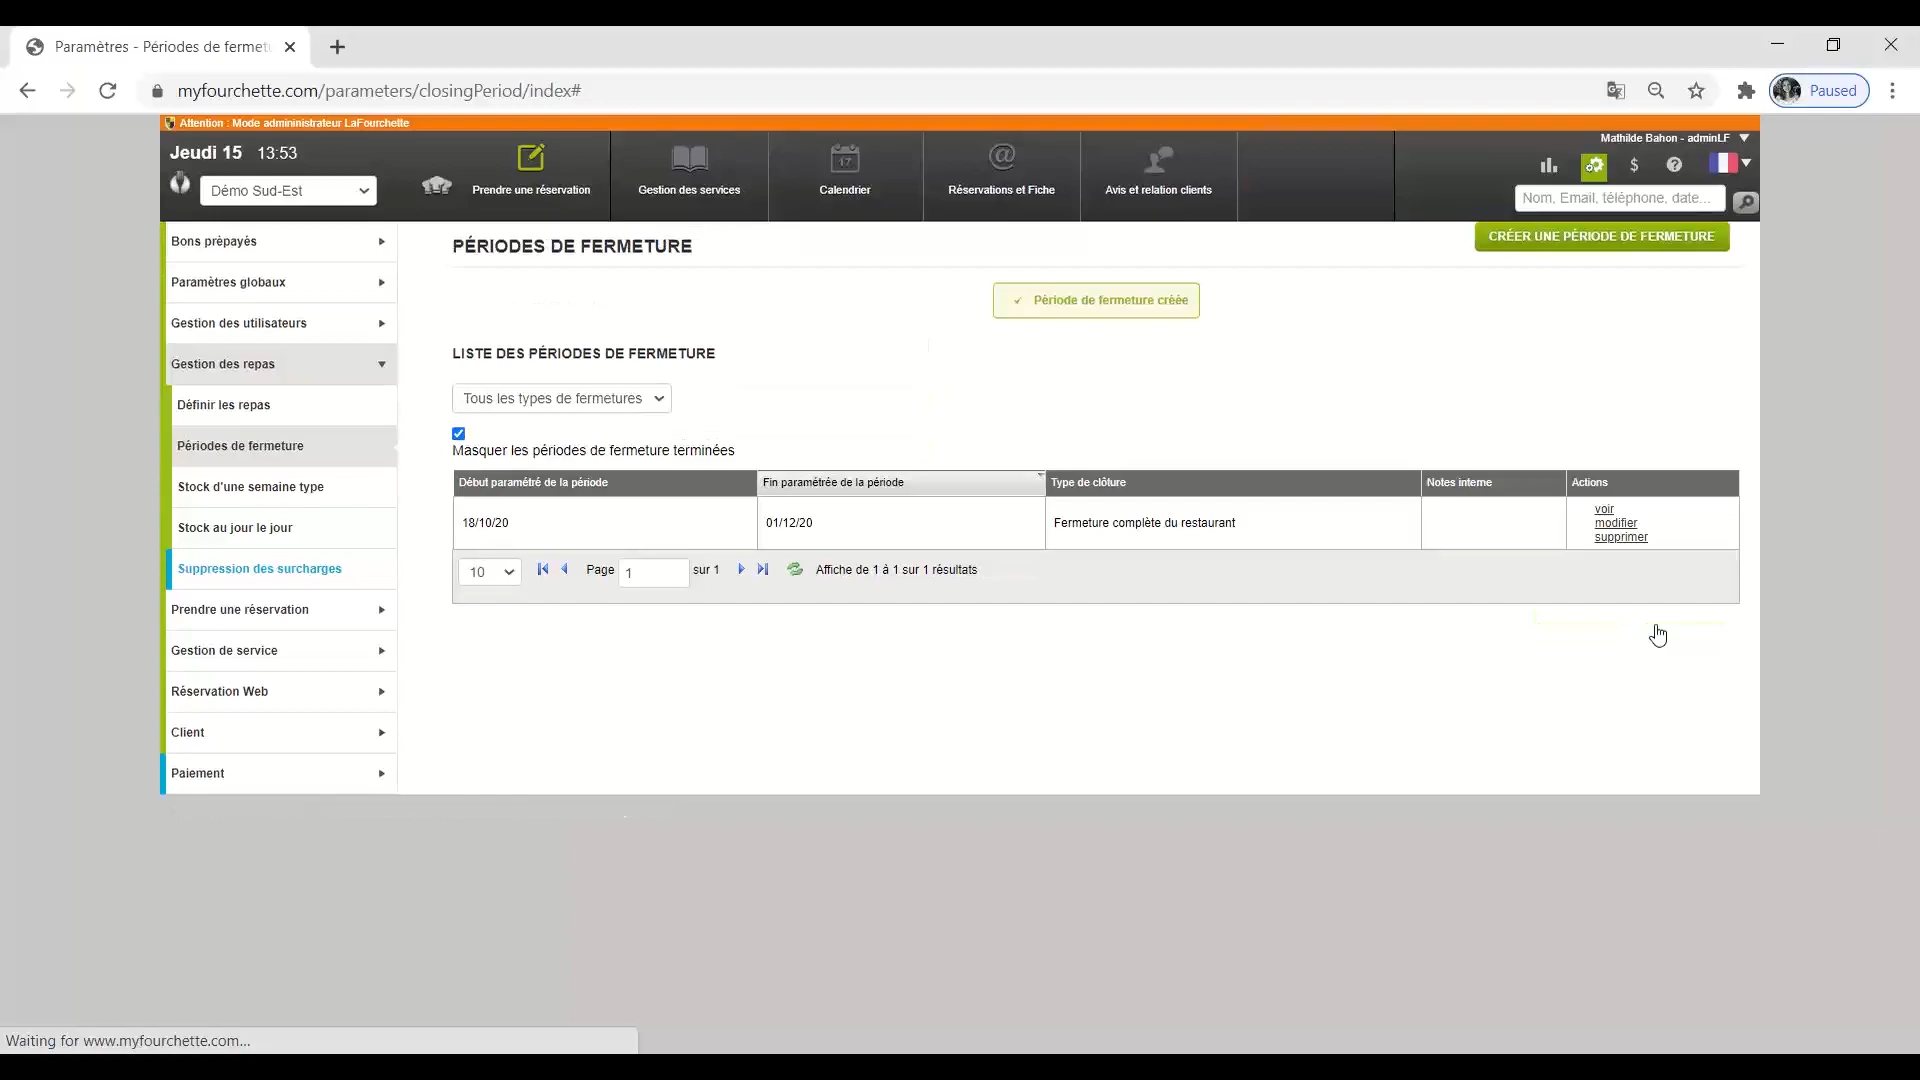 Paramètres - Périodes de fermet
myfourchette.com/parameters/closingPeriod/index#
Paused
Attention : Mode admininistrateur LaFourchette
Jeudi 15 13:53
Mathilde Bahon - adminLF
Démo Sud-Est
Prendre une réservation
Gestion des services
17
Calendrier
@
Réservations et Fiche
Avis et relation clients
$
?
Nom, Email, téléphone, date...
Bons prépayés
Paramètres globaux
Gestion des utilisateurs
Gestion des repas
Définir les repas
Périodes de fermeture
Stock d'une semaine type
Stock au jour le jour
Suppression des surcharges
Prendre une réservation
Gestion de service
Réservation Web
Client
Paiement
PÉRIODES DE FERMETURE
CRÉER UNE PÉRIODE DE FERMETURE
Période de fermeture créée
LISTE DES PÉRIODES DE FERMETURE
Tous les types de fermetures
Masquer les périodes de fermeture terminées
Début paramétré de la période Fin paramétrée de la période Type de clôture Notes interne Actions
18/10/20 01/12/20 Fermeture complète du restaurant
voir
modifier
supprimer
10 Page 1 sur 1 Affiche de 1 à 1 sur 1 résultats
Waiting for www.myfourchette.com...